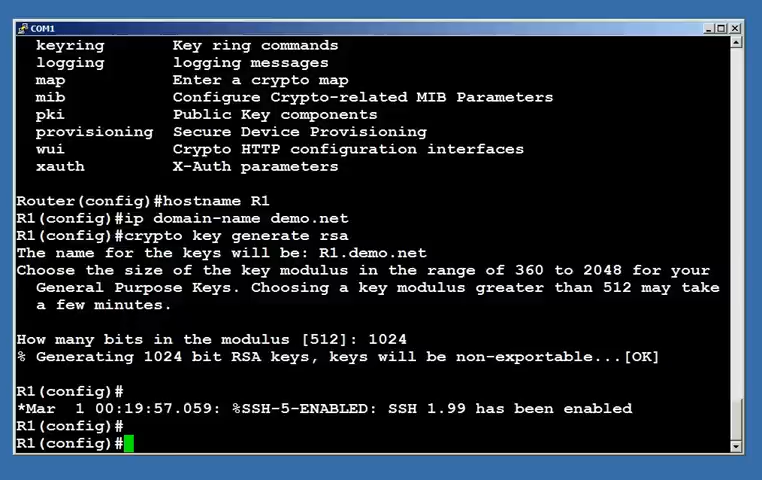 COM1
keyring Key ring commands
logging logging messages
map Enter a crypto map
mib Configure Crypto-related MIB Parameters
pki Public Key components
provisioning Secure Device Provisioning
wui Crypto HTTP configuration interfaces
xauth X-Auth parameters
Router(config)#hostname R1
R1(config)#ip domain-name demo.net
R1(config)#crypto key generate rsa
The name for the keys will be: R1.demo.net
Choose the size of the key modulus in the range of 360 to 2048 for your
General Purpose Keys. Choosing a key modulus greater than 512 may take
a few minutes.
How many bits in the modulus [512]: 1024
% Generating 1024 bit RSA keys, keys will be non-exportable...[OK]
R1(config)#
*Mar 1 00:19:57.059: %SSH-5-ENABLED: SSH 1.99 has been enabled
R1(config)#
R1(config)#